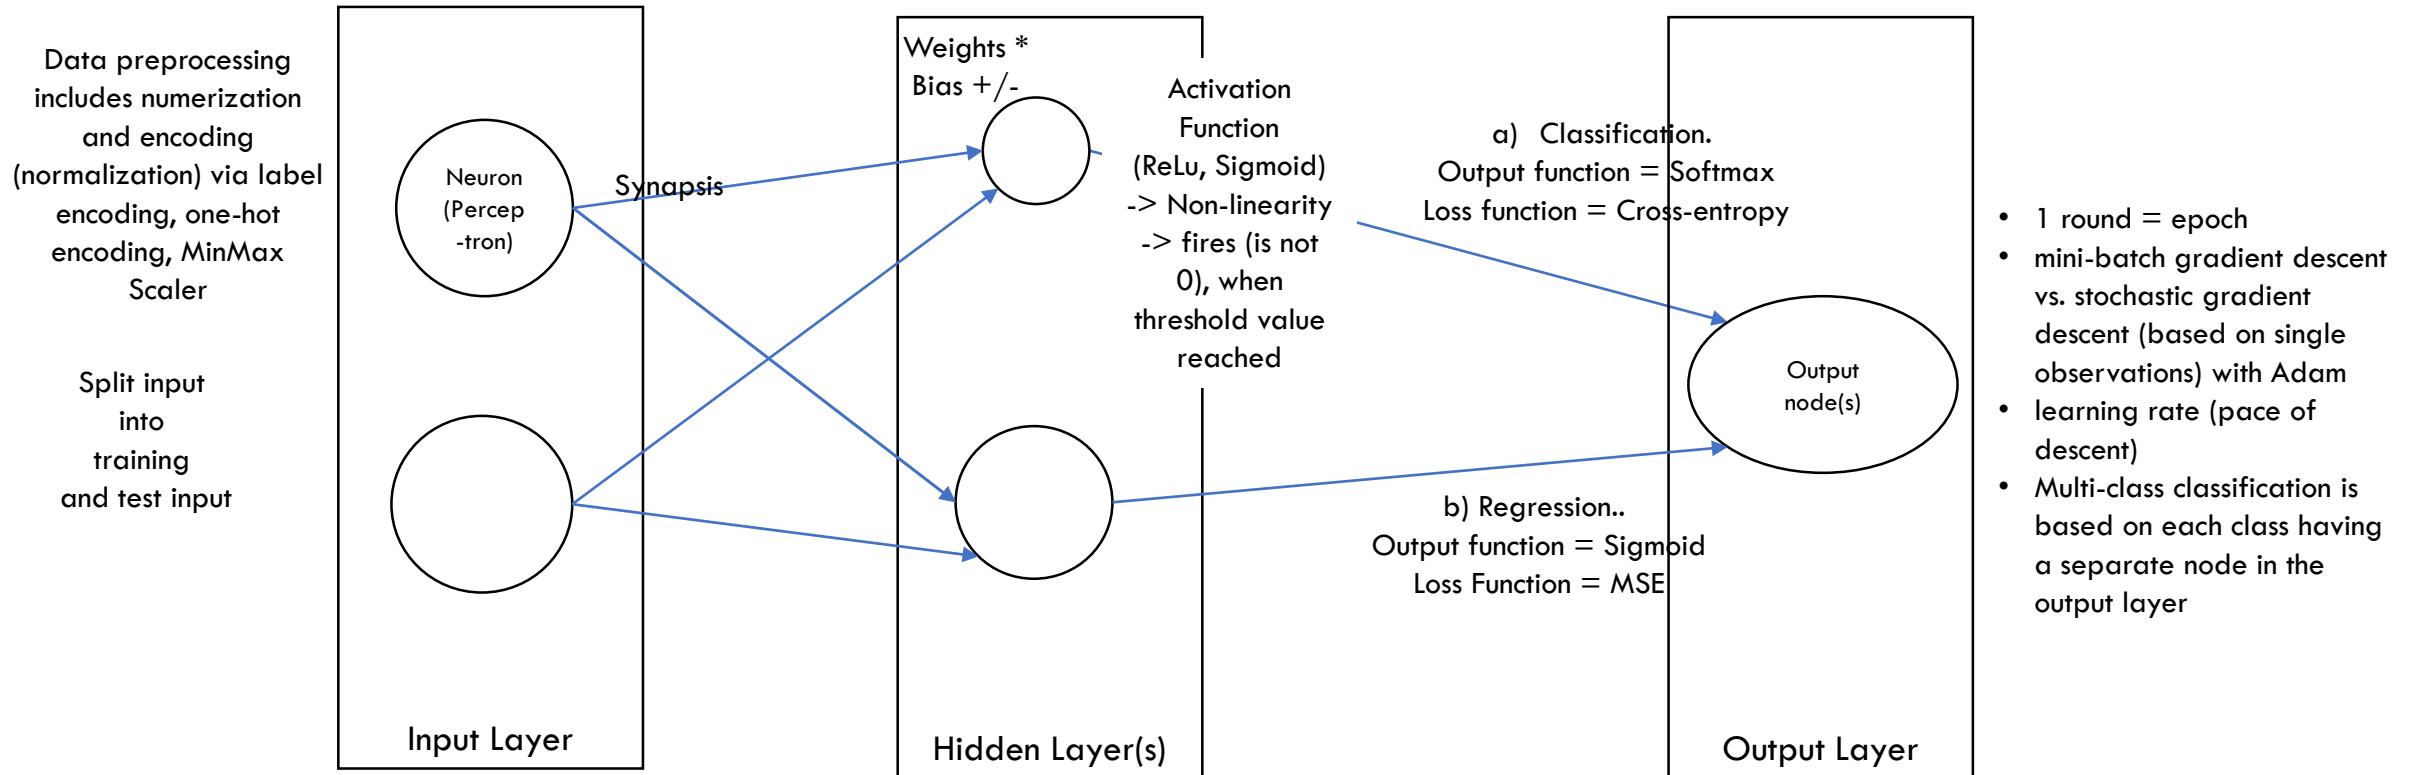 Data preprocessing
includes numerization
and encoding
(normalization) via label
encoding, one-hot
encoding, MinMax
Scaler
Split input
into
training
and test input
Neuron
(Percep
-tron)
Input Layer
Synapsis
Weights *
Bias +/-
Hidden Layer(s)
Activation
Function
(ReLu, Sigmoid)
-> Non-linearity
-> fires (is not
0), when
threshold value
reached
a) Classification.
Output function = Softmax
Loss function = Cross-entropy
b) Regression..
Output function = Sigmoid
Loss Function = MSE
Output
node(s)
Output Layer
• 1 round = epoch
• mini-batch gradient descent
vs. stochastic gradient
descent (based on single
observations) with Adam
• learning rate (pace of
descent)
• Multi-class classification is
based on each class having
a separate node in the
output layer